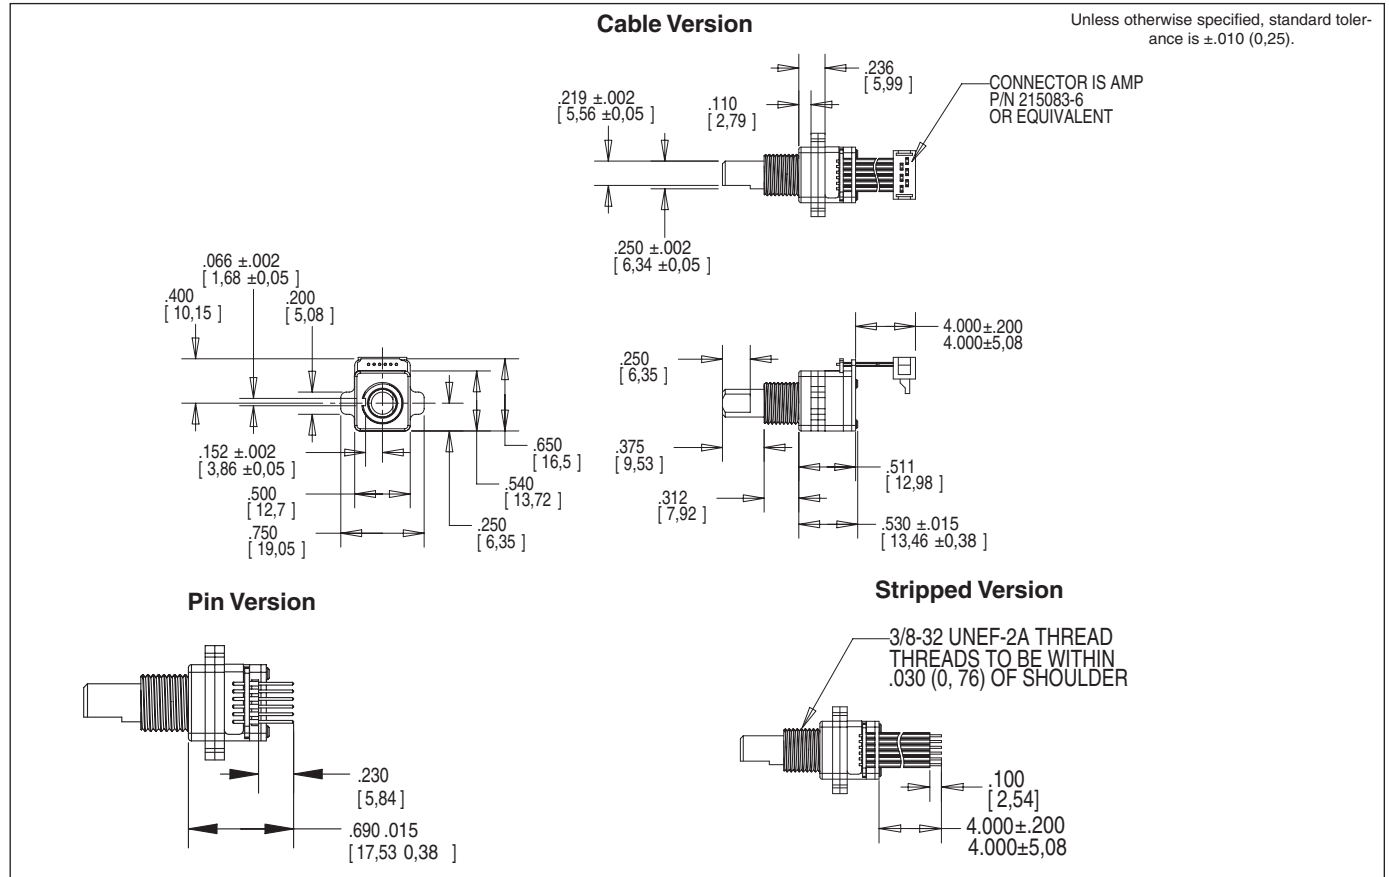 Cable Version
Unless otherwise specified, standard toler-
ance is ±.010 (0,25).
.236
[ 5,99 ]
CONNECTOR IS AMP
P/N 215083-6
OR EQUIVALENT
.219 ±.002
[ 5,56 ±0,05 ]
.110
[ 2,79 ]
.250 ±.002
[ 6,34 ±0,05 ]
.066 ±.002
[ 1,68 ±0,05 ]
.400
[ 10,15 ]
.200
[ 5,08 ]
.152 ±.002
[ 3,86 ±0,05 ]
.500
[ 12,7 ]
.750
[ 19,05 ]
.650
[ 16,5 ]
.540
[ 13,72 ]
.250
[ 6,35 ]
4.000±.200
4.000±5,08
.250
[ 6,35 ]
.375
[ 9,53 ]
.312
[ 7,92 ]
.511
[ 12,98 ]
.530 ±.015
[ 13,46 ±0,38 ]
Pin Version
.230
[ 5,84 ]
.690 .015
[ 17,53 0,38 ]
Stripped Version
3/8-32 UNEF-2A THREAD
THREADS TO BE WITHIN
.030 (0, 76) OF SHOULDER
.100
[ 2,54]
4.000±.200
4.000±5,08